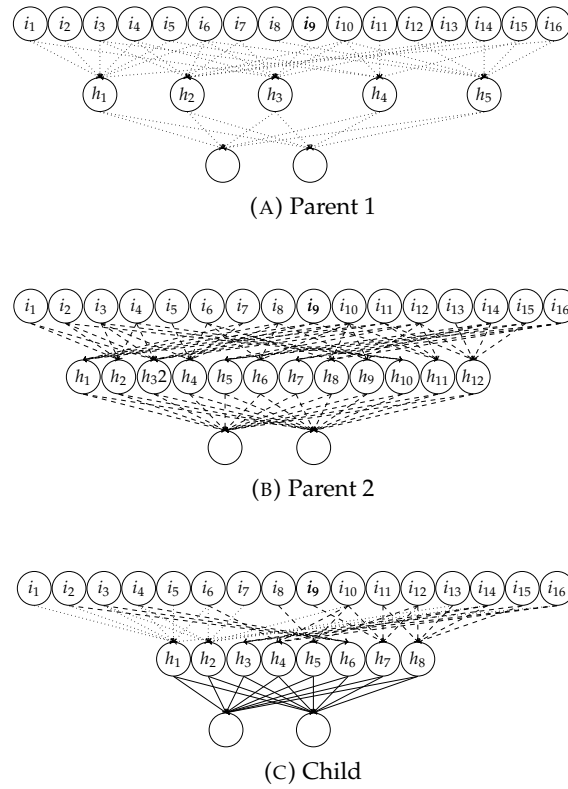 i1 i2 i3 i4 i5 i6 i7 i8 i9 i10 i11 i12 i13 i14 i15 i16
h1 h2 h3 h4 h5
(A) Parent 1
i1 i2 i3 i4 i5 i6 i7 i8 i9 i10 i11 i12 i13 i14 i15 i16
h1 h2 h32 h4 h5 h6 h7 h8 h9 h10 h11 h12
(B) Parent 2
i1 i2 i3 i4 i5 i6 i7 i8 i9 i10 i11 i12 i13 i14 i15 i16
h1 h2 h3 h4 h5 h6 h7 h8
(C) Child